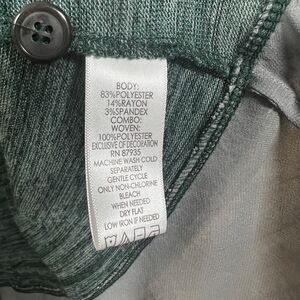 BODY:
83%POLYESTER
14%RAYON
3%SPANDEX
COMBO:
WOVEN:
100%POLYESTER
EXCLUSIVE OF DECORATION
RN 87935
MACHINE WASH COLD
SEPARATELY
GENTLE CYCLE
ONLY NON-CHLORINE
BLEACH
WHEN NEEDED
DRY FLAT
LOW IRON IF NEEDED